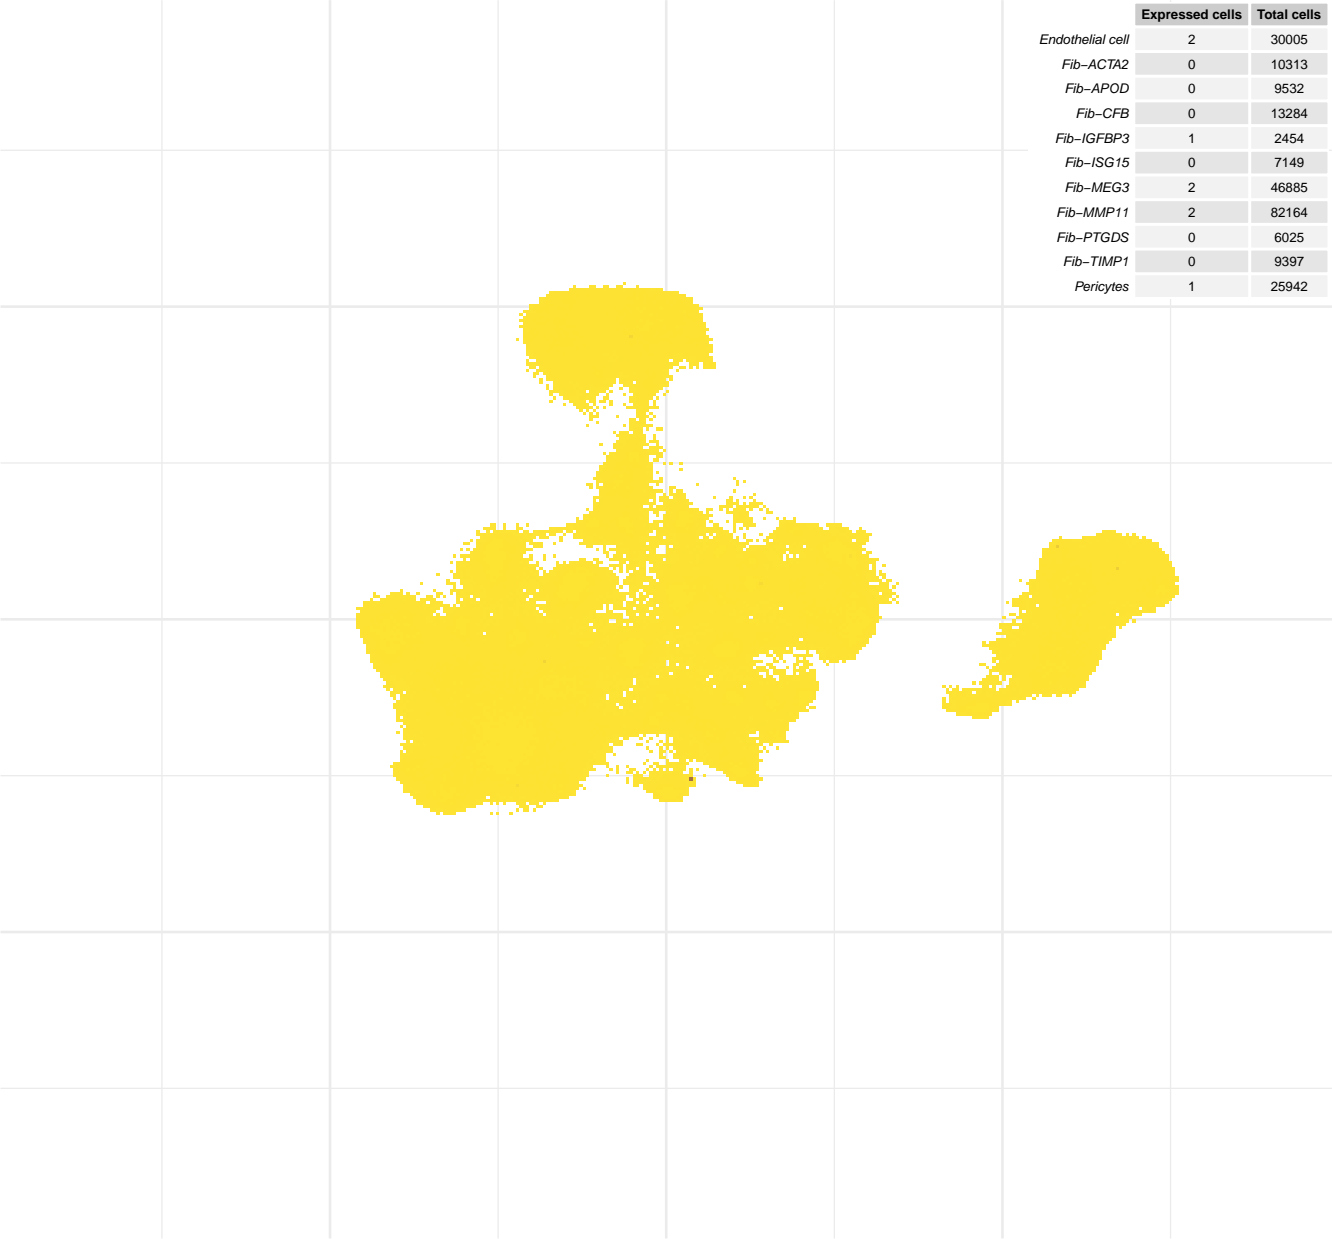 Expressed cells Total cells
Endothelial cell 2 30005
Fib−ACTA2 0 10313
Fib−APOD 0 9532
Fib−CFB 0 13284
Fib−IGFBP3 1 2454
Fib−ISG15 0 7149
Fib−MEG3 2 46885
Fib−MMP11 2 82164
Fib−PTGDS 0 6025
Fib−TIMP1 0 9397
Pericytes 1 25942